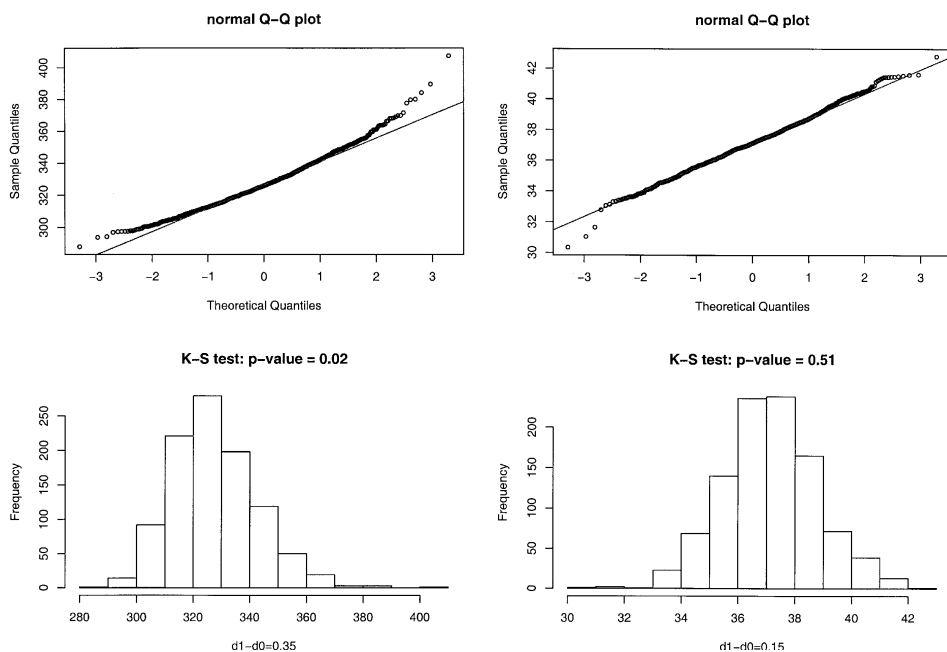 normal Q−Q plot
Sample Quantiles
400
380
360
340
320
300
−3 −2 −1 0 1 2 3
Theoretical Quantiles
normal Q−Q plot
Sample Quantiles
42
40
38
36
34
32
30
−3 −2 −1 0 1 2 3
Theoretical Quantiles
K−S test: p−value = 0.02
Frequency
250
200
150
100
50
0
280 300 320 340 360 380 400
d1−d0=0.35
K−S test: p−value = 0.51
Frequency
200
150
100
50
0
30 32 34 36 38 40 42
d1−d0=0.15